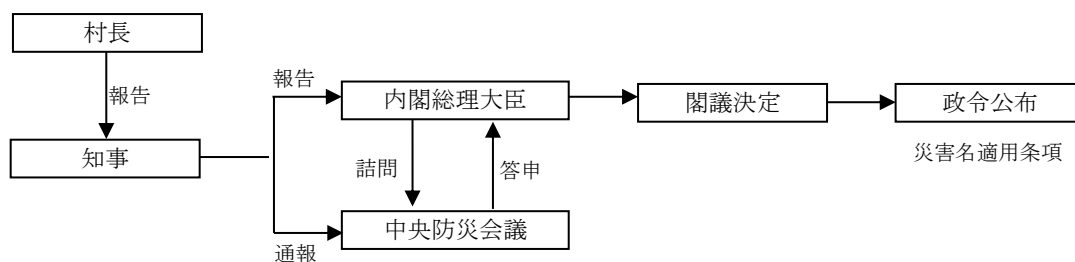 村長
報告
知事
報告
通報
内閣総理大臣
詰問
答申
中央防災会議
閣議決定
政令公布
災害名適用条項